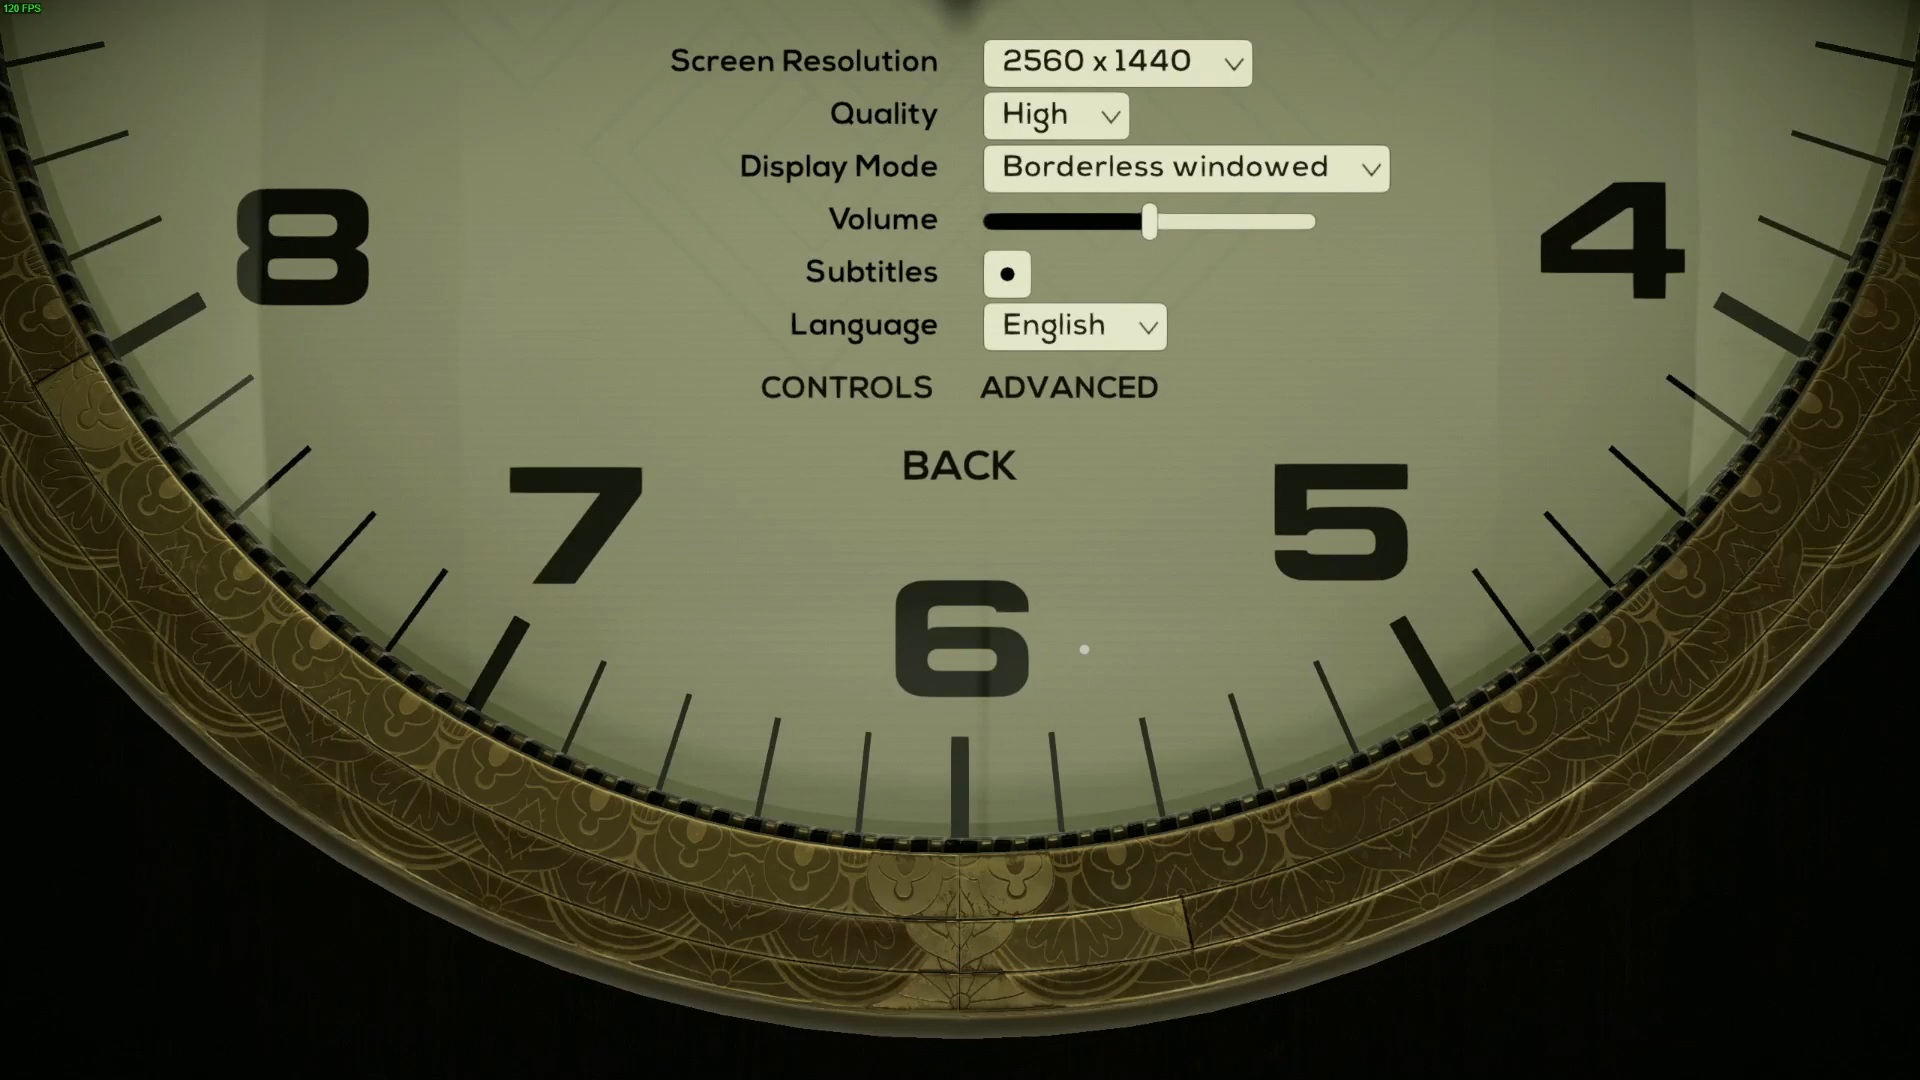 120 FPS
Screen Resolution 2560 x 1440
Quality High
Display Mode Borderless windowed
Volume
Subtitles
Language English
CONTROLS ADVANCED
BACK
8
4
7
5
6